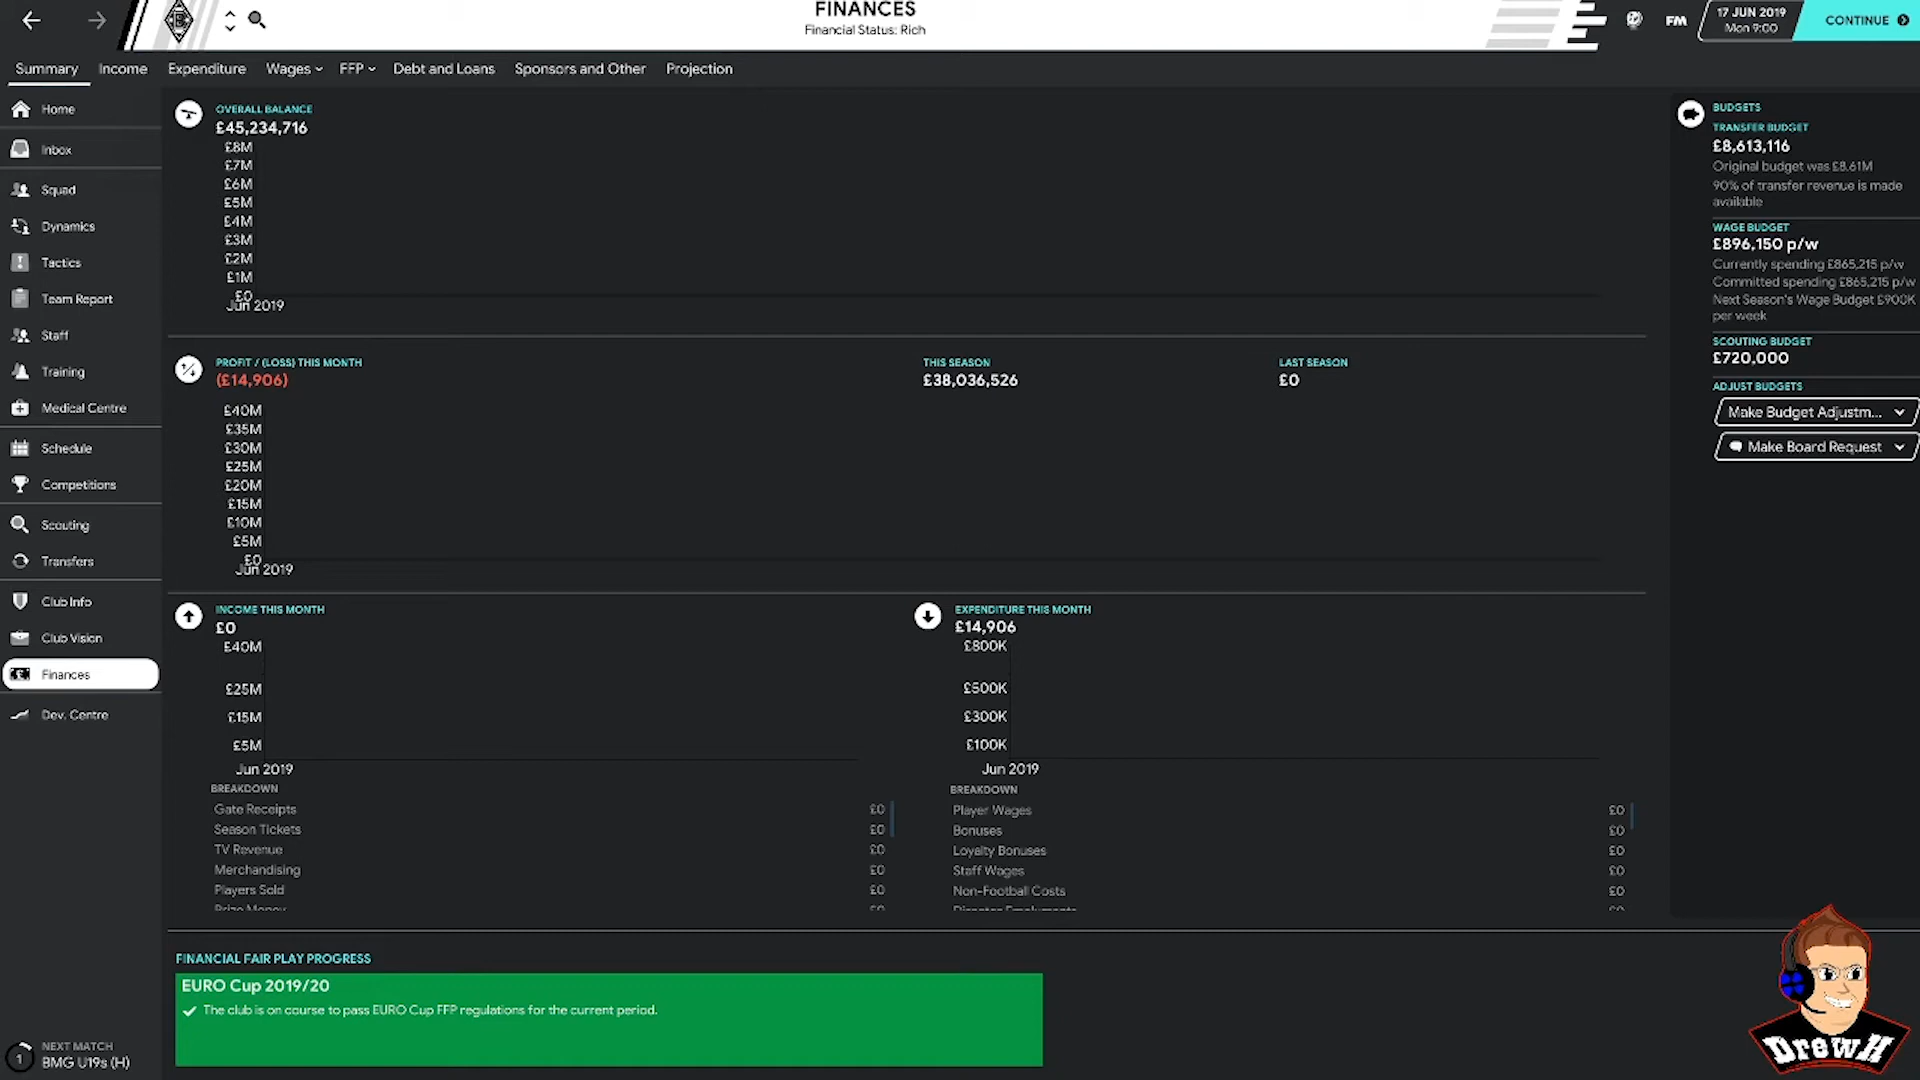 FINANCES
Financial Status: Rich
FM
17 JUN 2019
Mon 9:00
CONTINUE
Summary
Income
Expenditure
Wages
FFP
Debt and Loans
Sponsors and Other
Projection
Home
Inbox
Squad
Dynamics
Tactics
Team Report
Staff
Training
Medical Centre
Schedule
Competitions
Scouting
Transfers
Club Info
Club Vision
Finances
Dev. Centre
1
NEXT MATCH
BMG U19s (H)
OVERALL BALANCE
£45,234,716
£8M
£7M
£6M
£5M
£4M
£3M
£2M
£1M
£0
Jun 2019
PROFIT / (LOSS) THIS MONTH
(£14,906)
THIS SEASON
£38,036,526
LAST SEASON
£0
£40M
£35M
£30M
£25M
£20M
£15M
£10M
£5M
£0
Jun 2019
INCOME THIS MONTH
£0
£40M
£25M
£15M
£5M
Jun 2019
BREAKDOWN
Gate Receipts £0
Season Tickets £0
TV Revenue £0
Merchandising £0
Players Sold £0
Prize Money £0
EXPENDITURE THIS MONTH
£14,906
£800K
£500K
£300K
£100K
Jun 2019
BREAKDOWN
Player Wages £0
Bonuses £0
Loyalty Bonuses £0
Staff Wages £0
Non-Football Costs £0
£0
FINANCIAL FAIR PLAY PROGRESS
EURO Cup 2019/20
The club is on course to pass EURO Cup FFP regulations for the current period.
BUDGETS
TRANSFER BUDGET
£8,613,116
Original budget was £8.61M
90% of transfer revenue is made
available
WAGE BUDGET
£896,150 p/w
Currently spending £865,215 p/w
Committed spending £865,215 p/w
Next Season's Wage Budget £900K
per week
SCOUTING BUDGET
£720,000
ADJUST BUDGETS
Make Budget Adjustm...
Make Board Request
DrewH